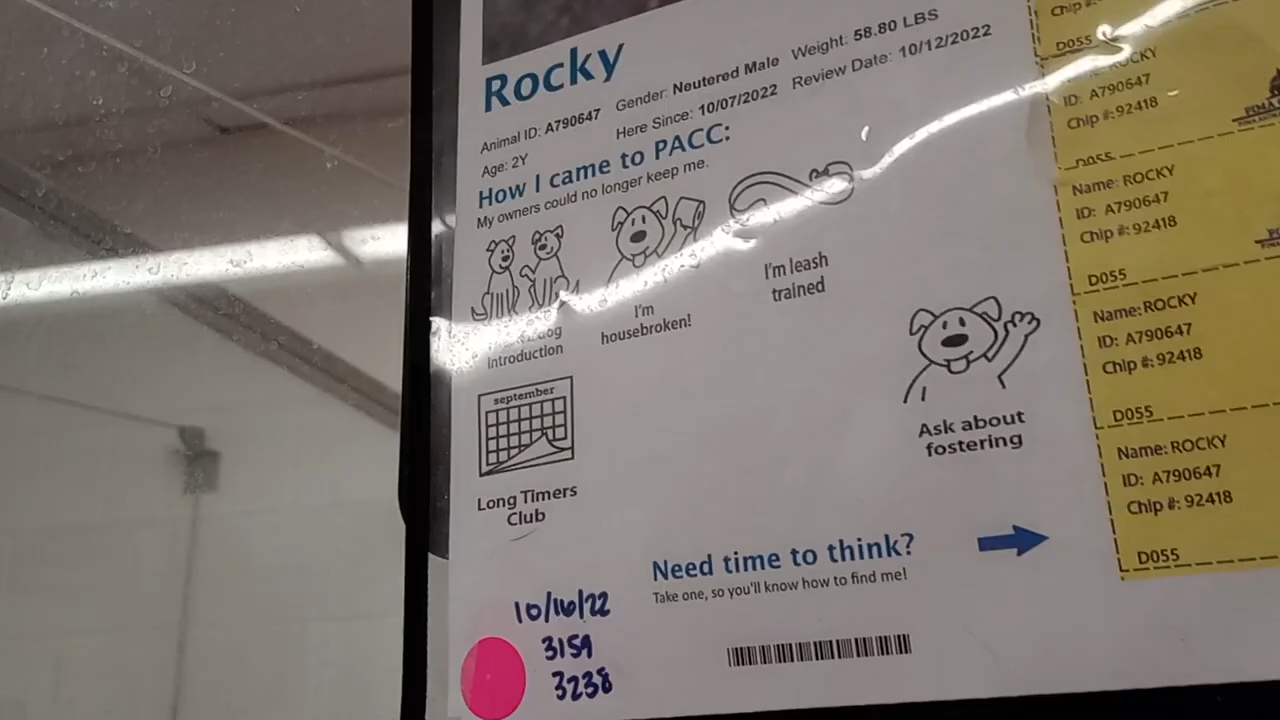 Rocky
Animal ID: A790647 Gender: Neutered Male Weight: 58.80 LBS
Age: 2Y Here Since: 10/07/2022 Review Date: 10/12/2022
How I came to PACC:
My owners could no longer keep me.
dog
Introduction
I'm
housebroken!
I'm leash
trained
september
Long Timers
Club
Ask about
fostering
Need time to think?
Take one, so you'll know how to find me!
10/16/22
3159
3238
Chip #:
D055
ROCKY
ID: A790647
Chip #: 92418
D055
Name: ROCKY
ID: A790647
Chip #: 92418
D055
Name: ROCKY
ID: A790647
Chip #: 92418
D055
Name: ROCKY
ID: A790647
Chip #: 92418
D055